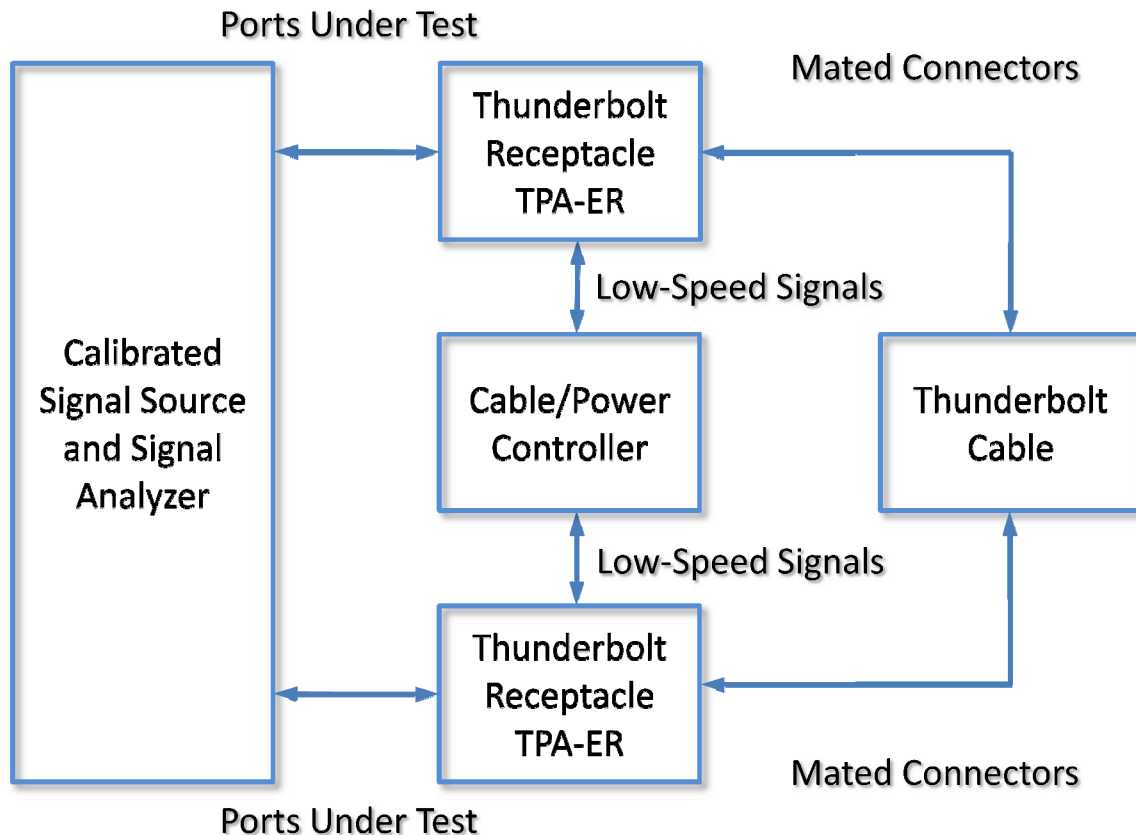 Ports Under Test
Mated Connectors
Thunderbolt
Receptacle
TPA-ER
Low-Speed Signals
Calibrated
Signal Source
and Signal
Analyzer
Cable/Power
Controller
Thunderbolt
Cable
Low-Speed Signals
Thunderbolt
Receptacle
TPA-ER
Mated Connectors
Ports Under Test